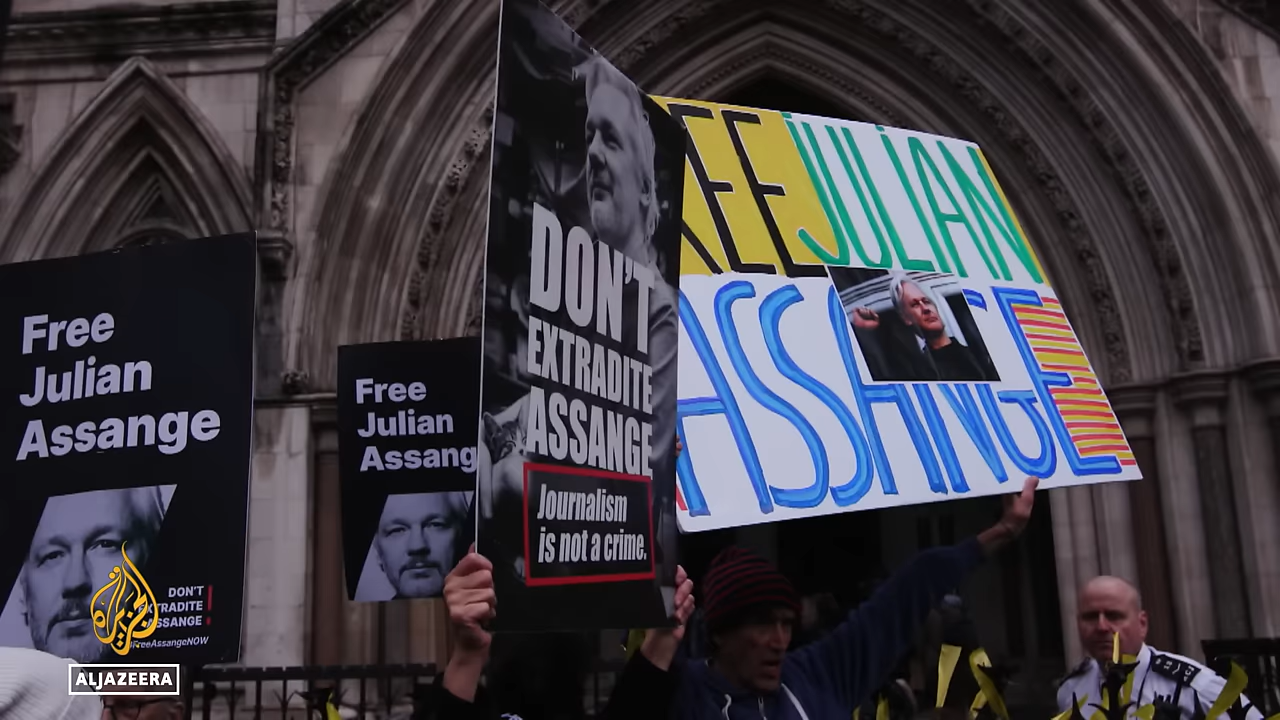 Free
Julian
Assange
DON'T
EXTRADITE
ASSANGE
#FreeAssangeNOW
Free
Julian
Assang
DON'T
EXTRADITE
ASSANGE
Journalism
is not a crime.
REE JULIAN
ASSANGE
ALJAZEERA